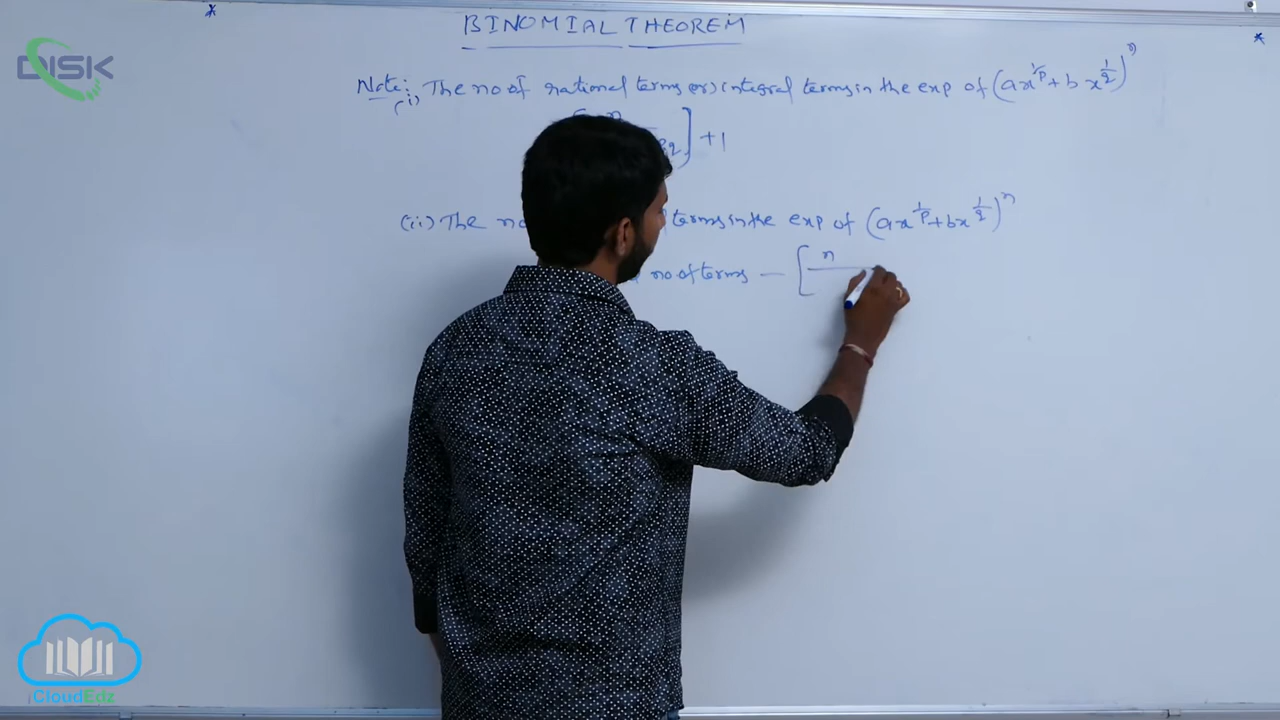 BINOMIAL THEOREM
DISK
Note: (i) The no of rational terms (or) integral terms in the exp of (ax^{1/p} + b x^{1/q})^n
] + 1
(ii) The terms in the exp of (ax^{1/p} + bx^{1/q})^n
no of terms — [ n
iCloudEdz